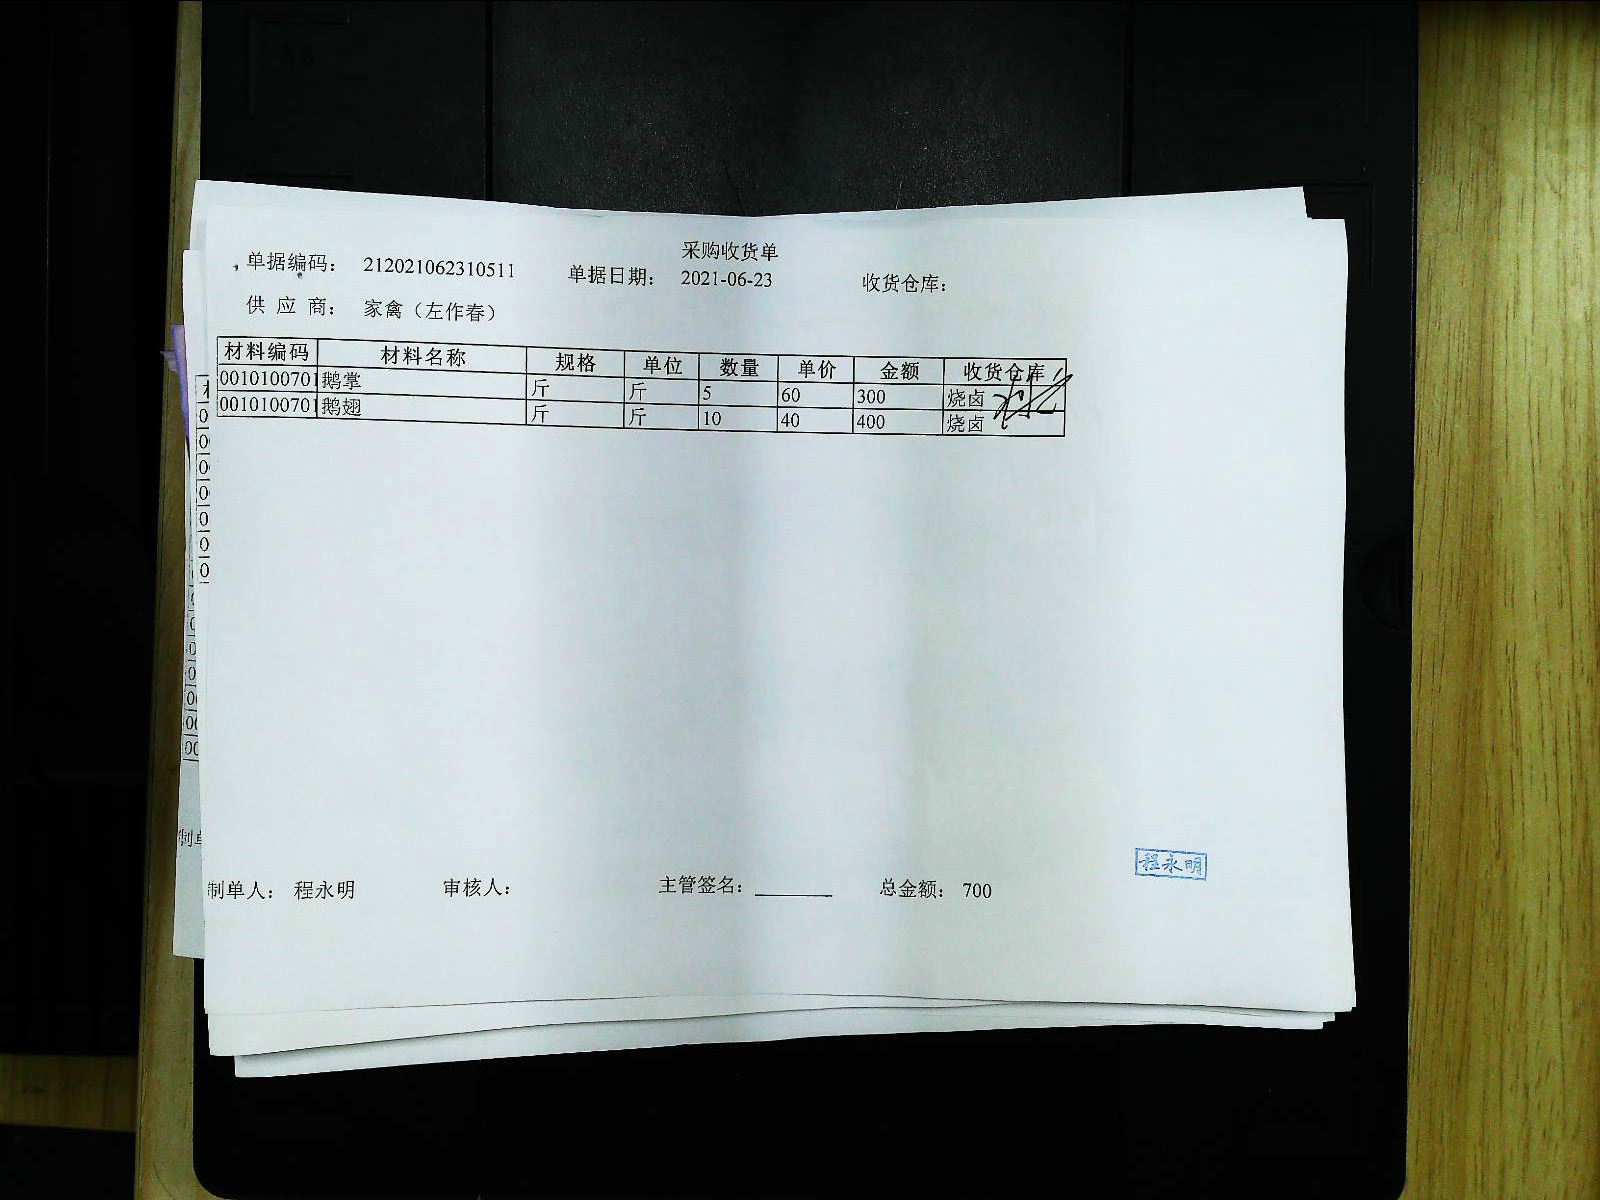 采购收货单
单据编码： 212021062310511 单据日期： 2021-06-23 收货仓库：
供 应 商： 家禽（左作春）
材料编码 材料名称 规格 单位 数量 单价 金额 收货仓库
0010100701 鹅掌 斤 斤 5 60 300 烧卤
0010100701 鹅翅 斤 斤 10 40 400 烧卤
程永明
制单人： 程永明 审核人： 主管签名： 总金额： 700